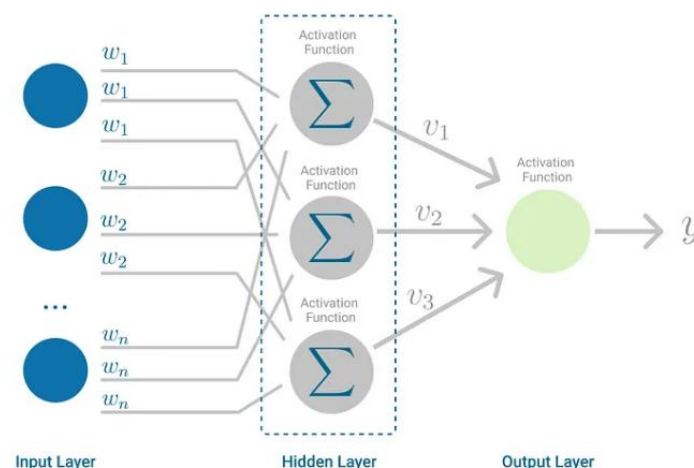 Activation
Function
w₁
w₁
w₁
Σ
v₁
Activation
Function
w₂
w₂
w₂
Activation
Function
Σ
v₂
y
...
Activation
Function
Σ
v₃
wₙ
wₙ
wₙ
Input Layer
Hidden Layer
Output Layer